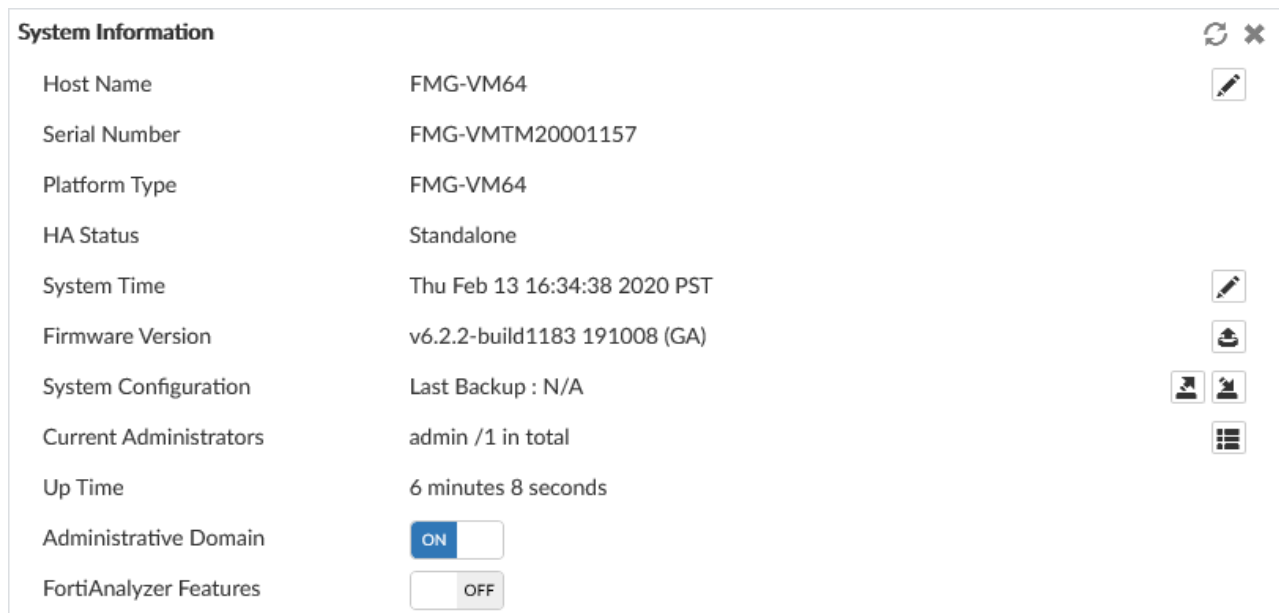 System Information
Host Name FMG-VM64
Serial Number FMG-VMTM20001157
Platform Type FMG-VM64
HA Status Standalone
System Time Thu Feb 13 16:34:38 2020 PST
Firmware Version v6.2.2-build1183 191008 (GA)
System Configuration Last Backup : N/A
Current Administrators admin /1 in total
Up Time 6 minutes 8 seconds
Administrative Domain ON
FortiAnalyzer Features OFF